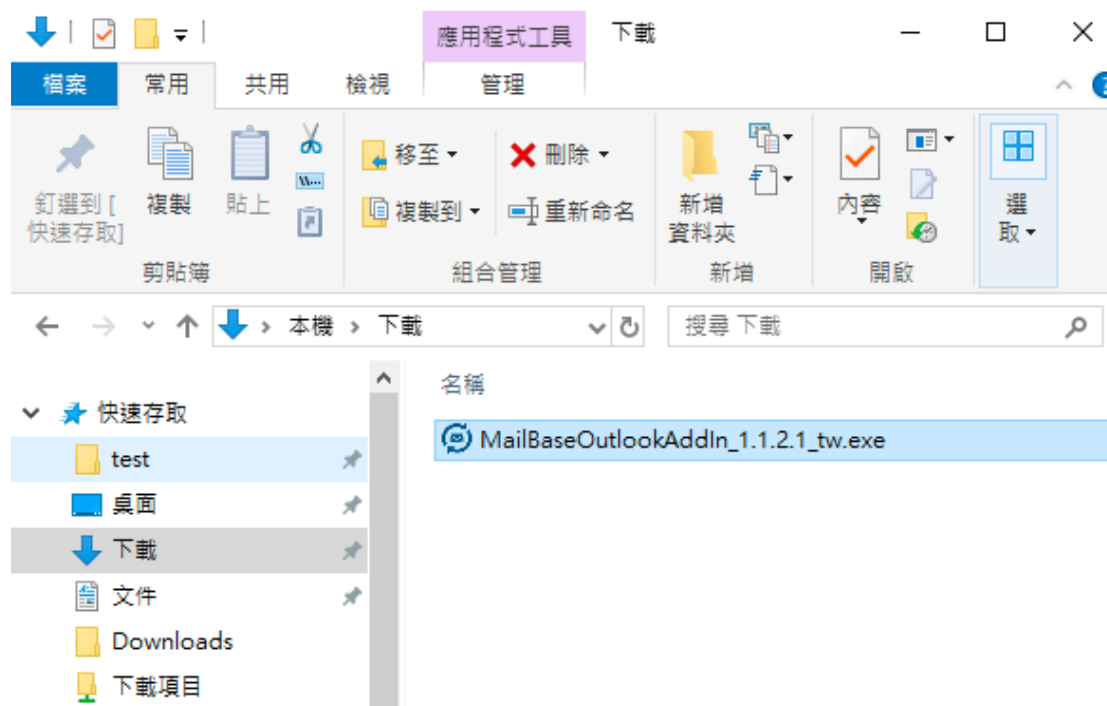 應用程式工具 下載
檔案 常用 共用 檢視 管理
釘選到 [
快速存取]
複製
貼上
剪貼簿
移至
複製到
刪除
重新命名
組合管理
新增
資料夾
新增
內容
開啟
選
取
本機 下載
搜尋 下載
快速存取
test
桌面
下載
文件
Downloads
下載項目
名稱
MailBaseOutlookAddIn_1.1.2.1_tw.exe